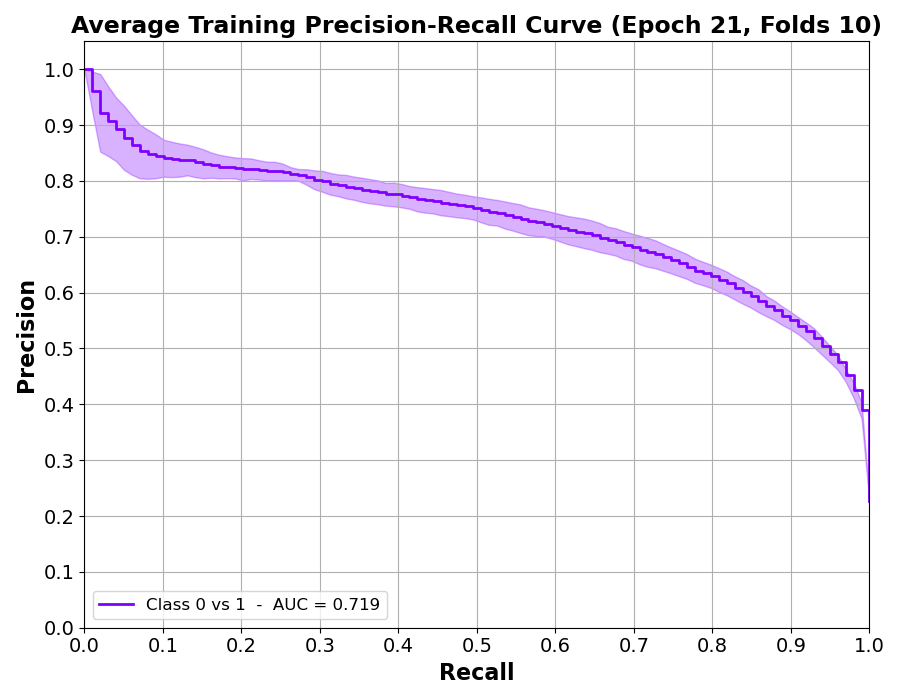 Average Training Precision-Recall Curve (Epoch 21, Folds 10)
Precision
1.0
0.9
0.8
0.7
0.6
0.5
0.4
0.3
0.2
0.1
0.0
Class 0 vs 1 - AUC = 0.719
0.0 0.1 0.2 0.3 0.4 0.5 0.6 0.7 0.8 0.9 1.0
Recall